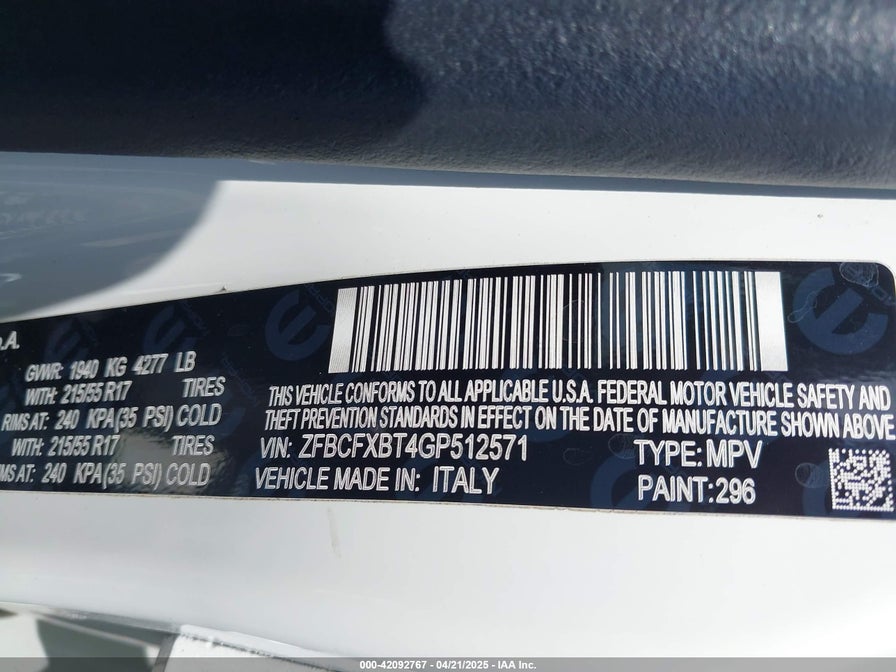 .A.
GVWR: 1940 KG 4277 LB
WITH: 215/55 R17 TIRES
RIMS AT: 240 KPA(35 PSI) COLD
WITH: 215/55 R17 TIRES
AT: 240 KPA(35 PSI) COLD
THIS VEHICLE CONFORMS TO ALL APPLICABLE U.S.A. FEDERAL MOTOR VEHICLE SAFETY AND
THEFT PREVENTION STANDARDS IN EFFECT ON THE DATE OF MANUFACTURE SHOWN ABOVE
VIN: ZFBCFXBT4GP512571 TYPE: MPV
VEHICLE MADE IN: ITALY PAINT: 296
000-42092767 - 04/21/2025 - IAA Inc.